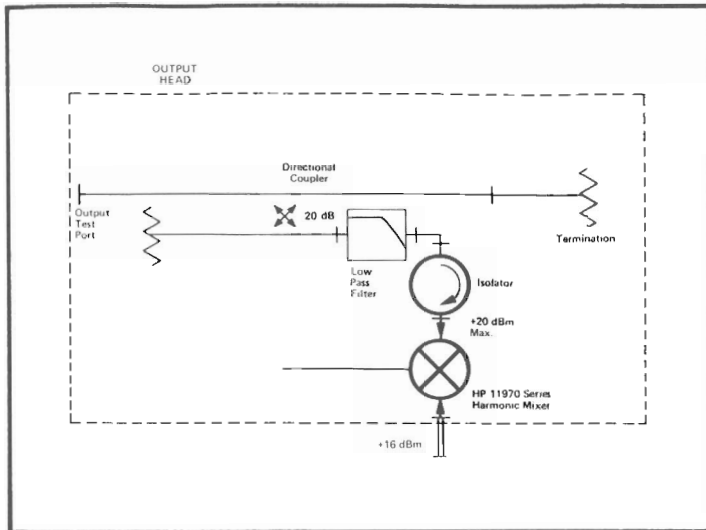 OUTPUT
HEAD
Directional
Coupler
Output
Test
Port
20 dB
Low
Pass
Filter
Termination
Isolator
+20 dBm
Max.
HP 11970 Series
Harmonic Mixer
+16 dBm